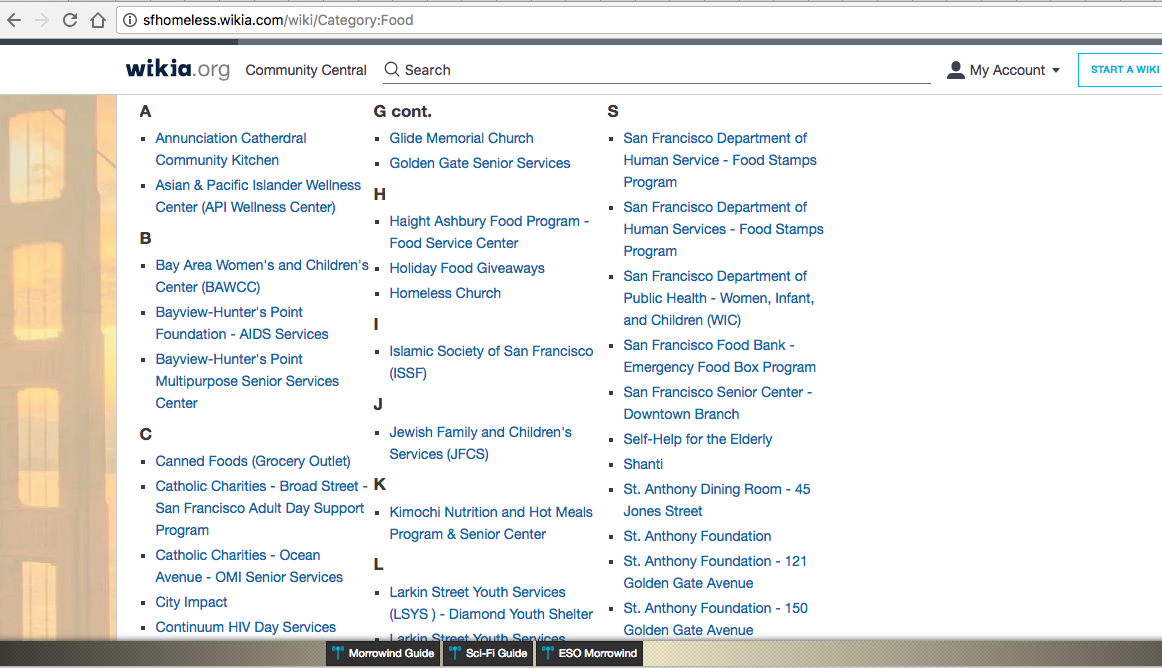 sfhomeless.wikia.com/wiki/Category:Food
wikia.org Community Central Search My Account START A WIKI
A
Annunciation Catherdral
Community Kitchen
Asian & Pacific Islander Wellness
Center (API Wellness Center)
B
Bay Area Women's and Children's
Center (BAWCC)
Bayview-Hunter's Point
Foundation - AIDS Services
Bayview-Hunter's Point
Multipurpose Senior Services
Center
C
Canned Foods (Grocery Outlet)
Catholic Charities - Broad Street -
San Francisco Adult Day Support
Program
Catholic Charities - Ocean
Avenue - OMI Senior Services
City Impact
Continuum HIV Day Services
G cont.
Glide Memorial Church
Golden Gate Senior Services
H
Haight Ashbury Food Program -
Food Service Center
Holiday Food Giveaways
Homeless Church
I
Islamic Society of San Francisco
(ISSF)
J
Jewish Family and Children's
Services (JFCS)
K
Kimochi Nutrition and Hot Meals
Program & Senior Center
L
Larkin Street Youth Services
(LSYS ) - Diamond Youth Shelter
Larkin Street Youth Services
S
San Francisco Department of
Human Service - Food Stamps
Program
San Francisco Department of
Human Services - Food Stamps
Program
San Francisco Department of
Public Health - Women, Infant,
and Children (WIC)
San Francisco Food Bank -
Emergency Food Box Program
San Francisco Senior Center -
Downtown Branch
Self-Help for the Elderly
Shanti
St. Anthony Dining Room - 45
Jones Street
St. Anthony Foundation
St. Anthony Foundation - 121
Golden Gate Avenue
St. Anthony Foundation - 150
Golden Gate Avenue
Morrowind Guide Sci-Fi Guide ESO Morrowind